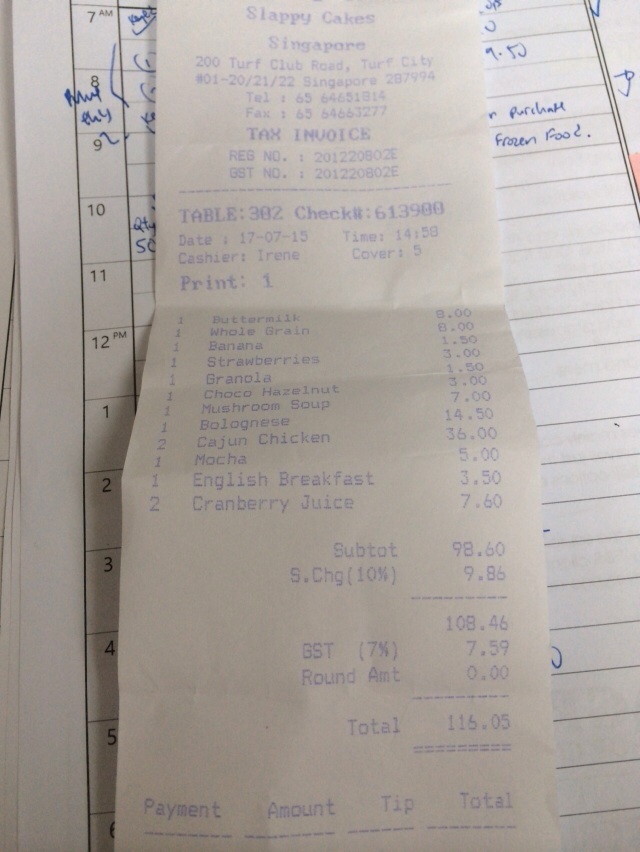 Slappy Cakes
Singapore
200 Turf Club Road, Turf City
#01-20/21/22 Singapore 287994
Tel : 65 64651814
Fax : 65 64663277
TAX INVOICE
REG NO. : 201220802E
GST NO. : 201220802E
TABLE:302 Check#:613900
Date : 17-07-15 Time: 14:58
Cashier: Irene Cover: 5
Print: 1
1 Buttermilk 8.00
1 Whole Grain 8.00
1 Banana 1.50
1 Strawberries 3.00
1 Granola 1.50
1 Choco Hazelnut 3.00
1 Mushroom Soup 7.00
1 Bolognese 14.50
2 Cajun Chicken 36.00
1 Mocha 5.00
1 English Breakfast 3.50
2 Cranberry Juice 7.60
Subtot 98.60
S.Chg(10%) 9.86
108.46
GST (7%) 7.59
Round Amt 0.00
Total 116.05
Payment Amount Tip Total
7 AM
8
9
10
11
12 PM
1
2
3
4
5
6
9.50
Purchase
Frozen Food.